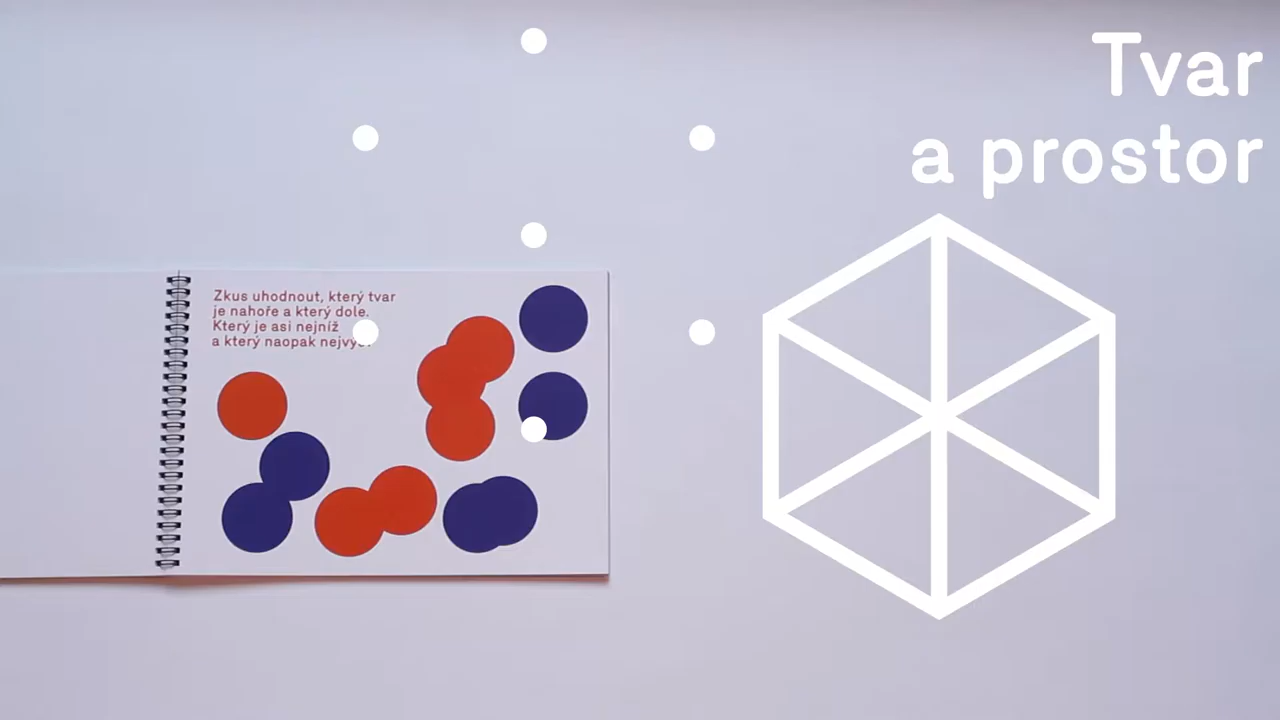 Tvar
a prostor
Zkus uhodnout, který tvar
je nahoře a který dole.
Který je asi nejníž
a který naopak